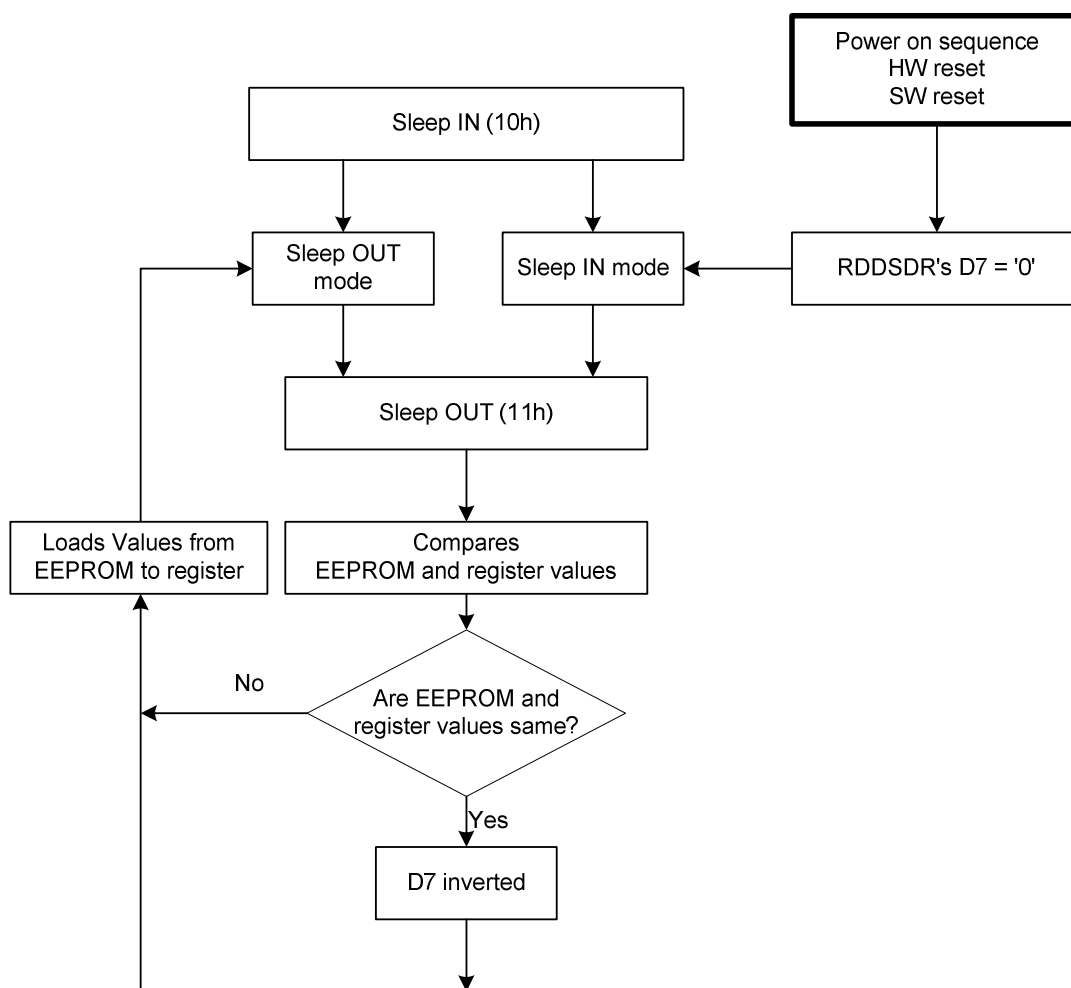 Power on sequence
HW reset
SW reset
Sleep IN (10h)
Sleep OUT
mode
Sleep IN mode
RDDSDR's D7 = '0'
Sleep OUT (11h)
Loads Values from
EEPROM to register
Compares
EEPROM and register values
No
Are EEPROM and
register values same?
Yes
D7 inverted